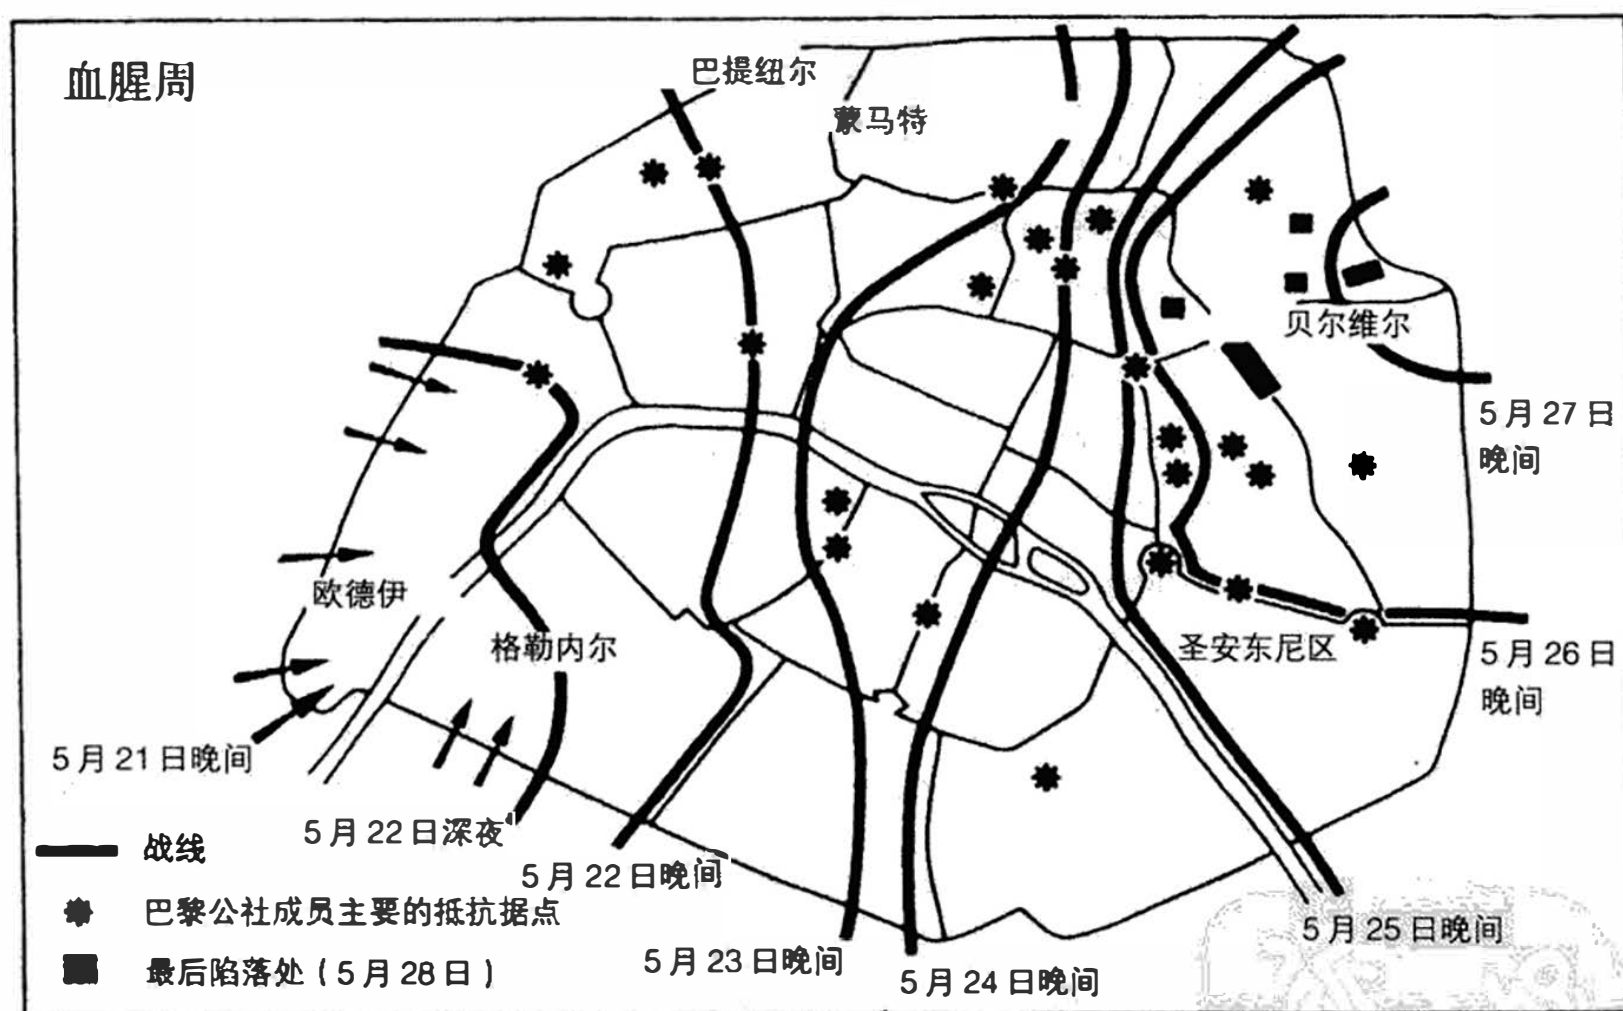 血腥周
巴提纽尔
蒙马特
贝尔维尔
5月27日
晚间
欧德伊
格勒内尔
圣安东尼区
5月26日
晚间
5月21日晚间
5月22日深夜
5月22日晚间
5月23日晚间
5月24日晚间
5月25日晚间
战线
巴黎公社成员主要的抵抗据点
最后陷落处(5月28日)